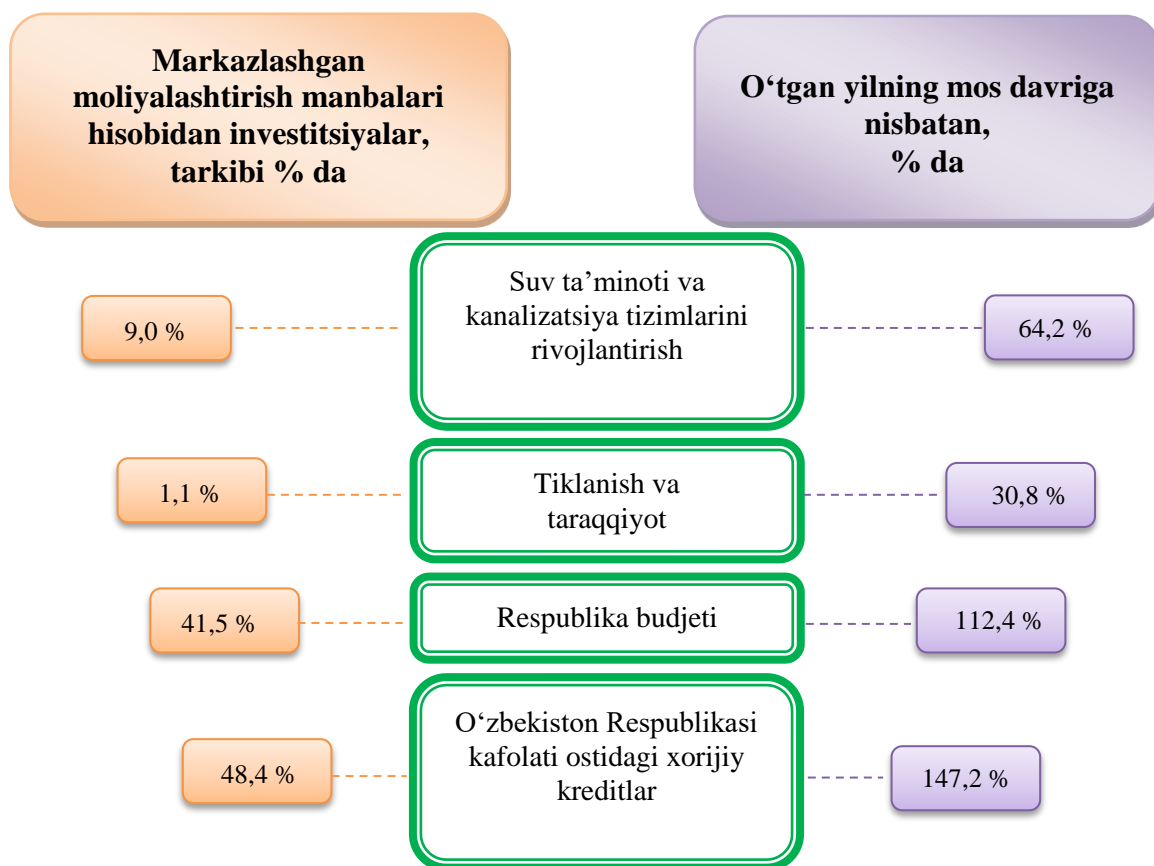 Markazlashgan
moliyalashtirish manbalari
hisobidan investitsiyalar,
tarkibi % da
O‘tgan yilning mos davriga
nisbatan,
% da
Suv ta’minoti va
kanalizatsiya tizimlarini
rivojlantirish
9,0 %
64,2 %
Tiklanish va
taraqqiyot
1,1 %
30,8 %
Respublika budjeti
41,5 %
112,4 %
O‘zbekiston Respublikasi
kafolati ostidagi xorijiy
kreditlar
48,4 %
147,2 %